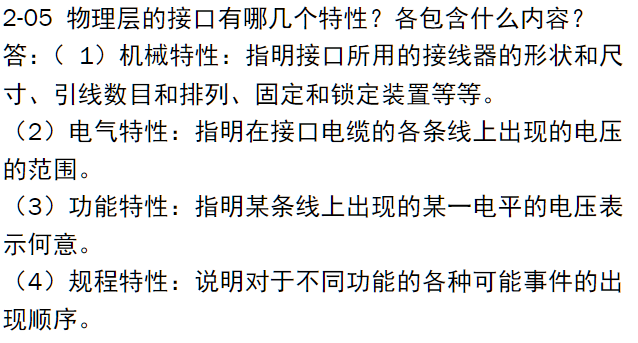 2-05 物理层的接口有哪几个特性？各包含什么内容？
答：（ 1）机械特性：指明接口所用的接线器的形状和尺
寸、引线数目和排列、固定和锁定装置等等。
（2）电气特性：指明在接口电缆的各条线上出现的电压
的范围。
（3）功能特性：指明某条线上出现的某一电平的电压表
示何意。
（4）规程特性：说明对于不同功能的各种可能事件的出
现顺序。